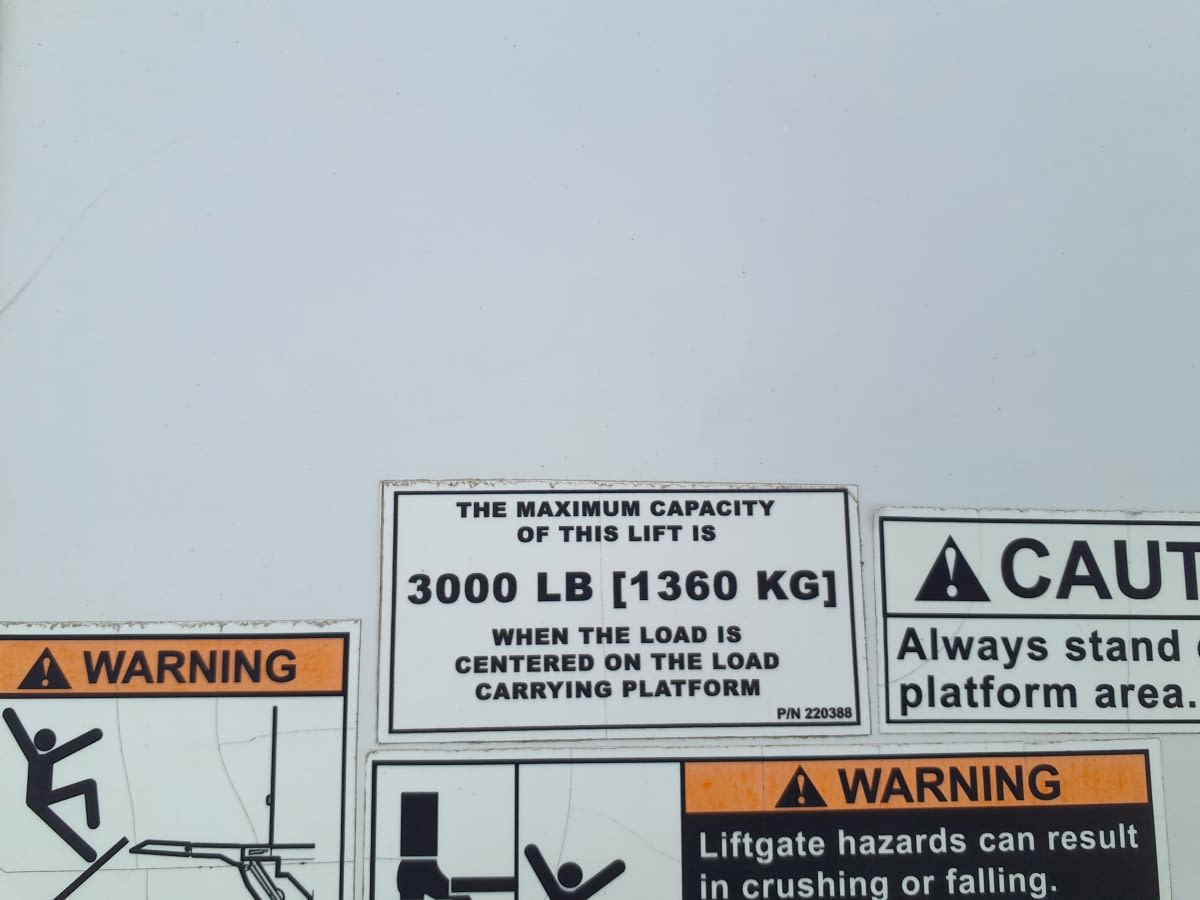 THE MAXIMUM CAPACITY
OF THIS LIFT IS
3000 LB [1360 KG]
WHEN THE LOAD IS
CENTERED ON THE LOAD
CARRYING PLATFORM
P/N 220388
CAUT
Always stand
platform area.
WARNING
WARNING
Liftgate hazards can result
in crushing or falling.